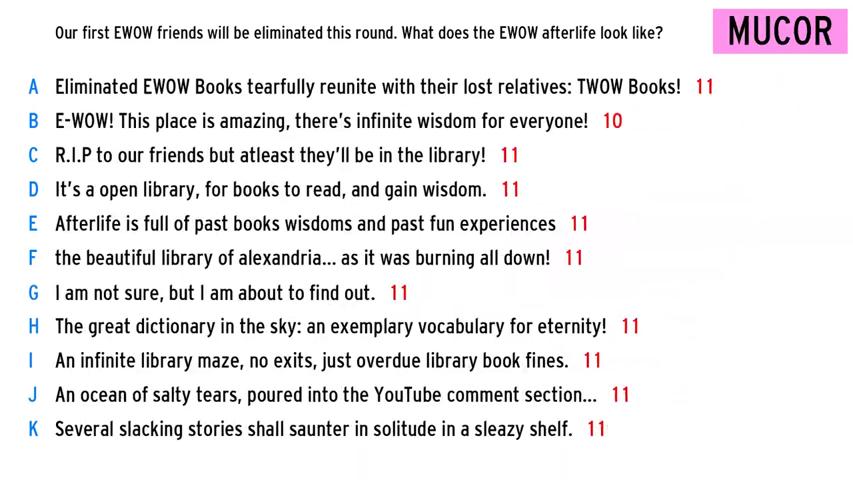 Our first EWOW friends will be eliminated this round. What does the EWOW afterlife look like?
MUCOR
A Eliminated EWOW Books tearfully reunite with their lost relatives: TWOW Books! 11
B E-WOW! This place is amazing, there's infinite wisdom for everyone! 10
C R.I.P to our friends but atleast they'll be in the library! 11
D It's a open library, for books to read, and gain wisdom. 11
E Afterlife is full of past books wisdoms and past fun experiences 11
F the beautiful library of alexandria... as it was burning all down! 11
G I am not sure, but I am about to find out. 11
H The great dictionary in the sky: an exemplary vocabulary for eternity! 11
I An infinite library maze, no exits, just overdue library book fines. 11
J An ocean of salty tears, poured into the YouTube comment section... 11
K Several slacking stories shall saunter in solitude in a sleazy shelf. 11